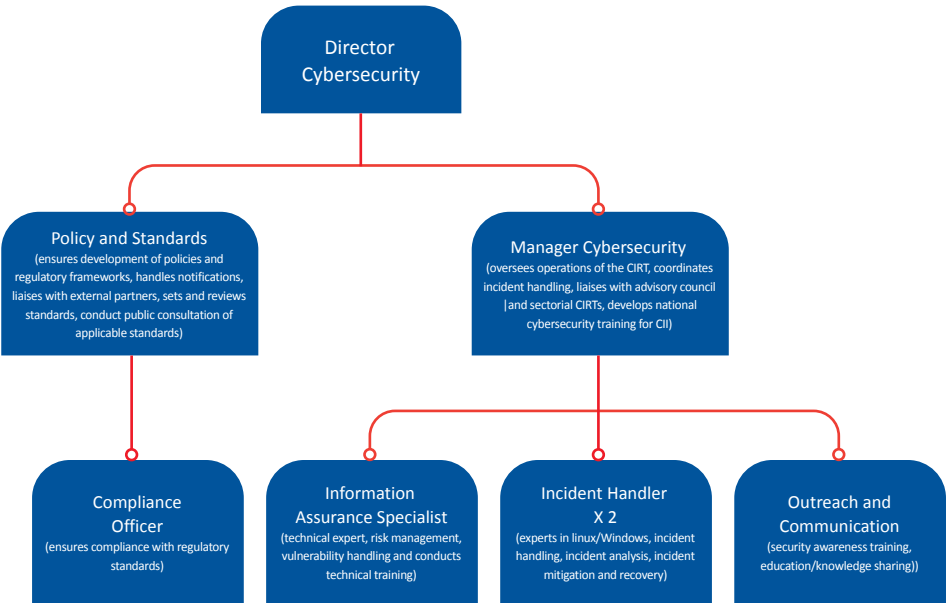 Director
Cybersecurity
Policy and Standards
(ensures development of policies and
regulatory frameworks, handles notifications,
liaises with external partners, sets and reviews
standards, conduct public consultation of
applicable standards)
Manager Cybersecurity
(oversees operations of the CIRT, coordinates
incident handling, liaises with advisory council
|and sectorial CIRTs, develops national
cybersecurity training for CII)
Compliance
Officer
(ensures compliance with regulatory
standards)
Information
Assurance Specialist
(technical expert, risk management,
vulnerability handling and conducts
technical training)
Incident Handler
X 2
(experts in linux/Windows, incident
handling, incident analysis, incident
mitigation and recovery)
Outreach and
Communication
(security awareness training,
education/knowledge sharing))